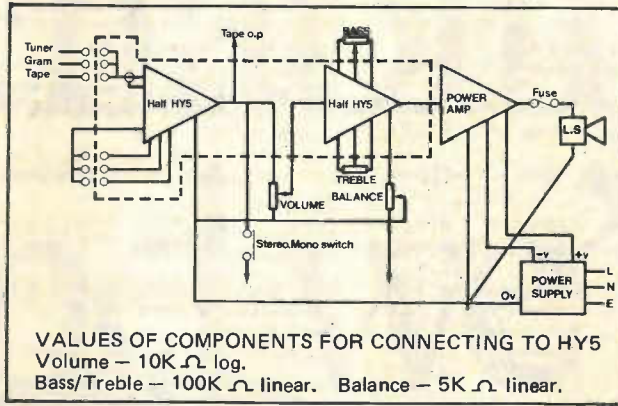 Tape o.p
BASS
Tuner
Gram
Tape
Half HY5
Half HY5
POWER
AMP
Fuse
L.S
VOLUME
TREBLE
BALANCE
Stereo.Mono switch
-v
+v
Ov
POWER
SUPPLY
L
N
E
VALUES OF COMPONENTS FOR CONNECTING TO HY5
Volume – 10K Ω log.
Bass/Treble – 100K Ω linear. Balance – 5K Ω linear.